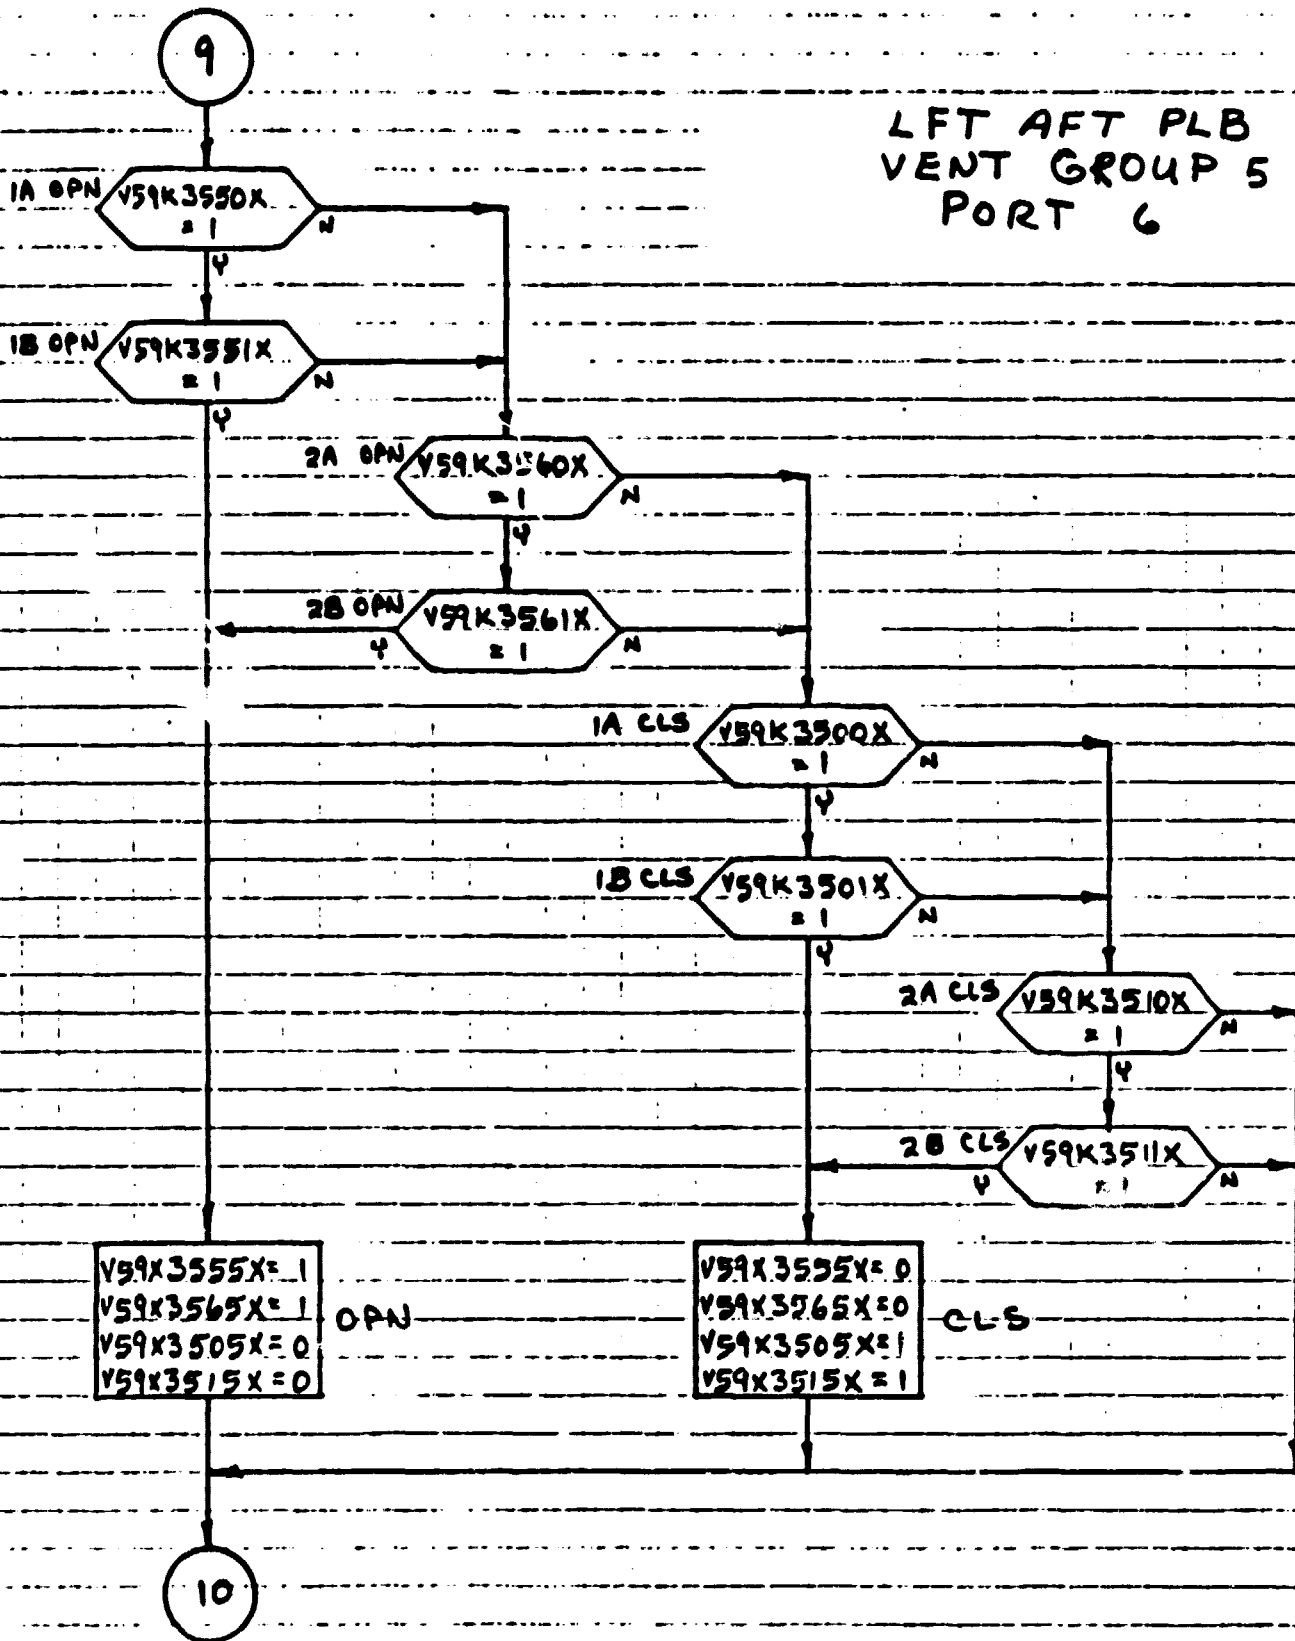 9
LFT AFT PLB
VENT GROUP 5
PORT 6
1A OPN
V59K3550X
= 1
N
Y
1B OPN
V59K3551X
= 1
N
Y
2A OPN
V59K3560X
= 1
N
Y
2B OPN
V59K3561X
= 1
Y
N
1A CLS
V59K3500X
= 1
N
Y
1B CLS
V59K3501X
= 1
N
Y
2A CLS
V59K3510X
= 1
N
Y
2B CLS
V59K3511X
= 1
Y
N
V59X3555X= 1
V59X3565X= 1
V59X3505X= 0
V59X3515X= 0
OPN
V59X3555X= 0
V59X3565X=0
V59X3505X=1
V59X3515X= 1
CLS
10